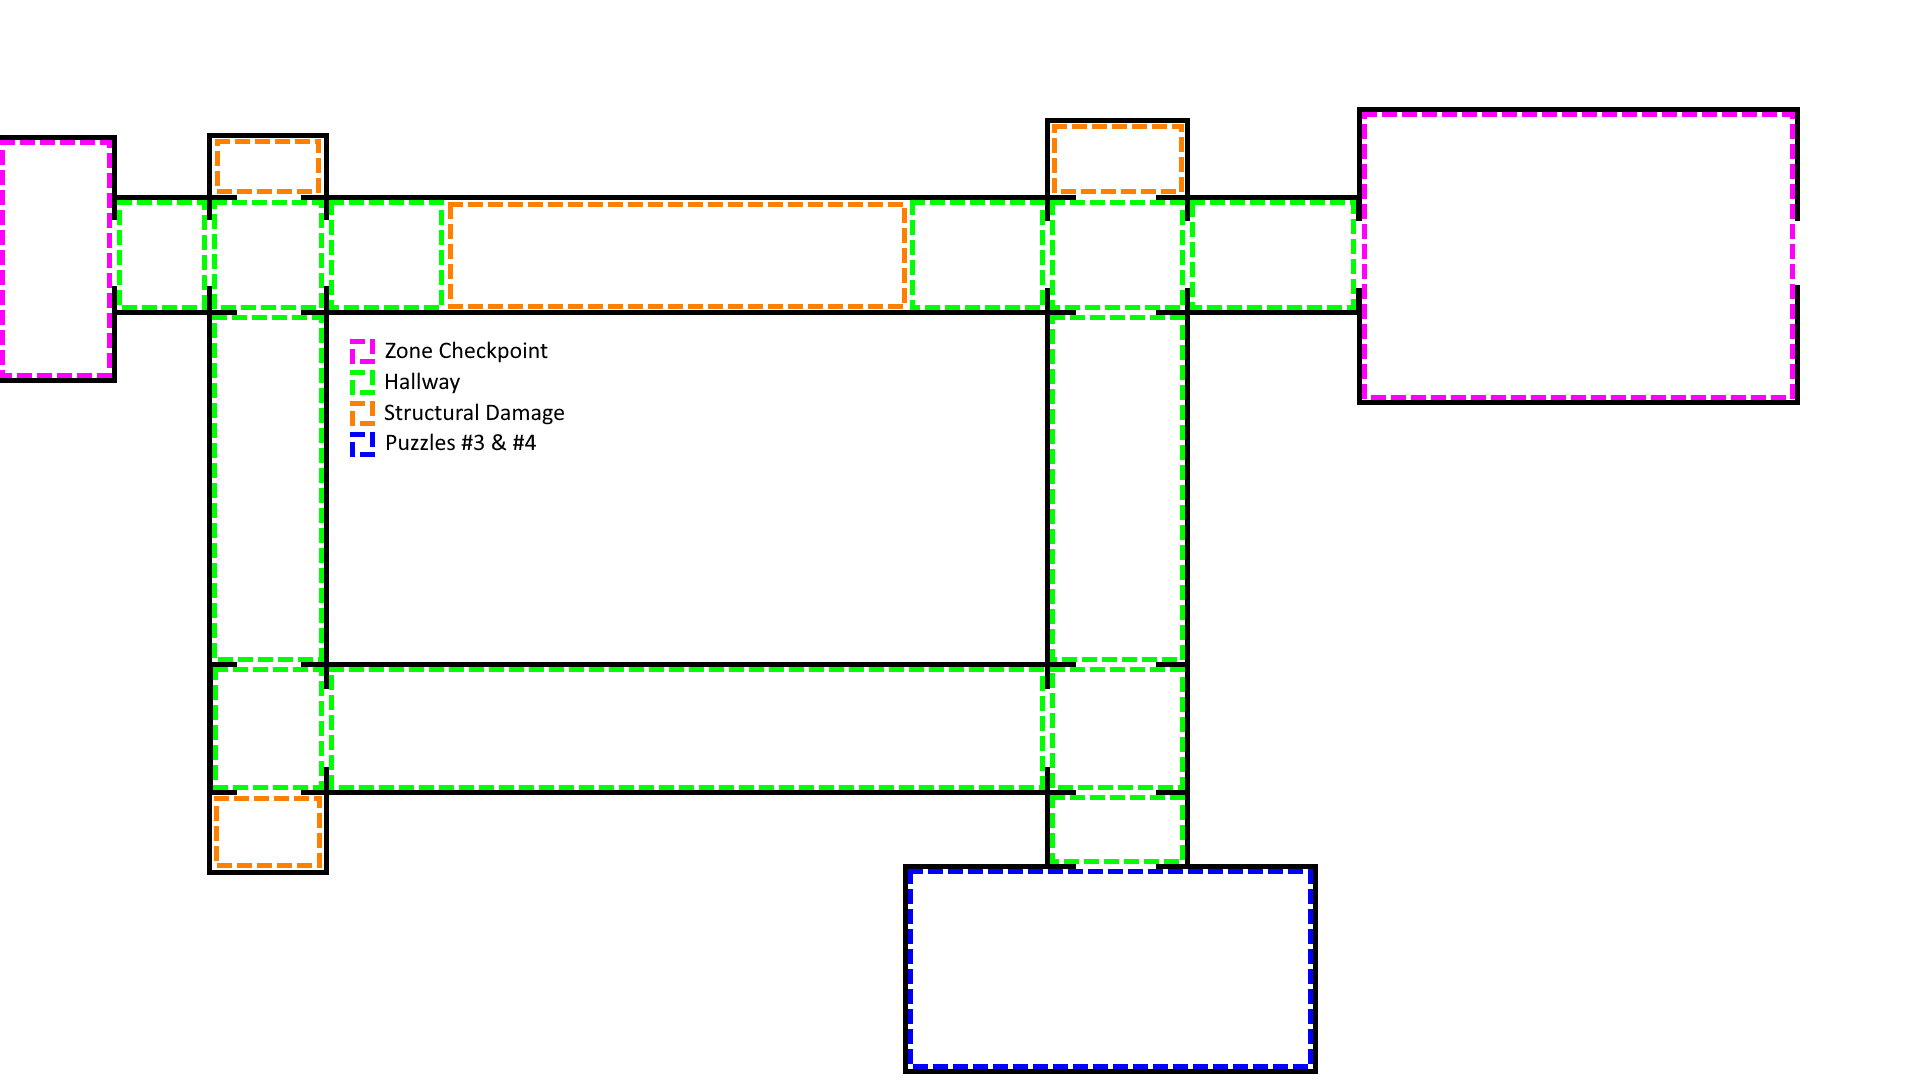 Zone Checkpoint
Hallway
Structural Damage
Puzzles #3 & #4